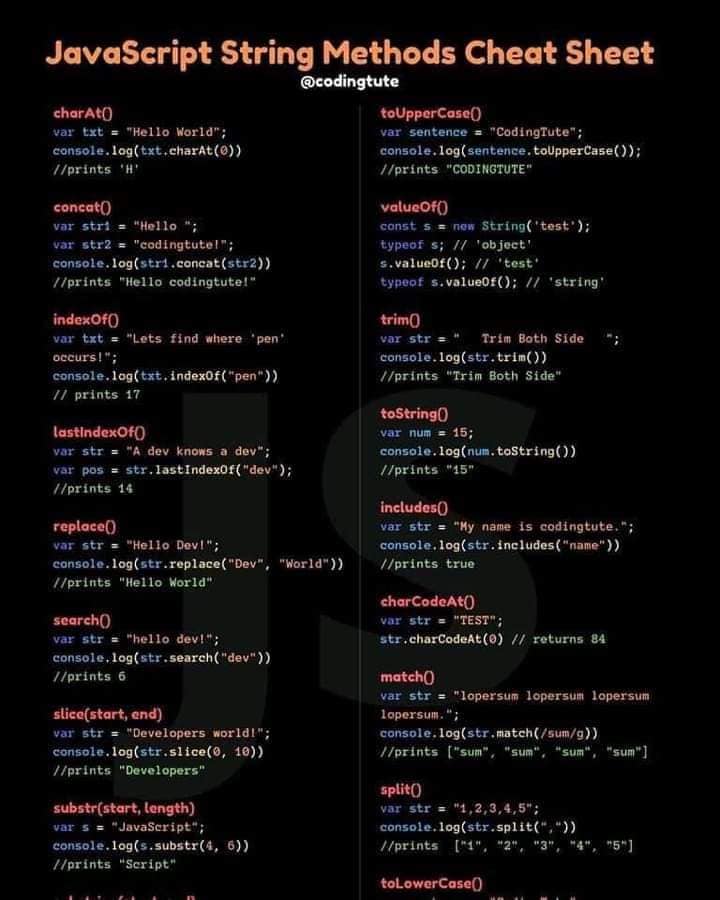 JavaScript String Methods Cheat Sheet
@codingtute
charAt()
var txt = "Hello World";
console.log(txt.charAt(0))
//prints 'H'
concat()
var str1 = "Hello ";
var str2 = "codingtute!";
console.log(str1.concat(str2))
//prints "Hello codingtute!"
indexOf()
var txt = "Lets find where 'pen'
occurs!";
console.log(txt.indexOf("pen"))
// prints 17
lastIndexOf()
var str = "A dev knows a dev";
var pos = str.lastIndexOf("dev");
//prints 14
replace()
var str = "Hello Dev!";
console.log(str.replace("Dev", "World"))
//prints "Hello World"
search()
var str = "hello dev!";
console.log(str.search("dev"))
//prints 6
slice(start, end)
var str = "Developers world!";
console.log(str.slice(0, 10))
//prints "Developers"
substr(start, length)
var s = "JavaScript";
console.log(s.substr(4, 6))
//prints "Script"
toUpperCase()
var sentence = "CodingTute";
console.log(sentence.toUpperCase());
//prints "CODINGTUTE"
valueOf()
const s = new String('test');
typeof s; // 'object'
s.valueOf(); // 'test'
typeof s.valueOf(); // 'string'
trim()
var str = "   Trim Both Side   ";
console.log(str.trim())
//prints "Trim Both Side"
toString()
var num = 15;
console.log(num.toString())
//prints "15"
includes()
var str = "My name is codingtute.";
console.log(str.includes("name"))
//prints true
charCodeAt()
var str = "TEST";
str.charCodeAt(0) // returns 84
match()
var str = "lopersum lopersum lopersum
lopersum.";
console.log(str.match(/sum/g))
//prints ["sum", "sum", "sum", "sum"]
split()
var str = "1,2,3,4,5";
console.log(str.split(","))
//prints  ["1", "2", "3", "4", "5"]
toLowerCase()
JS